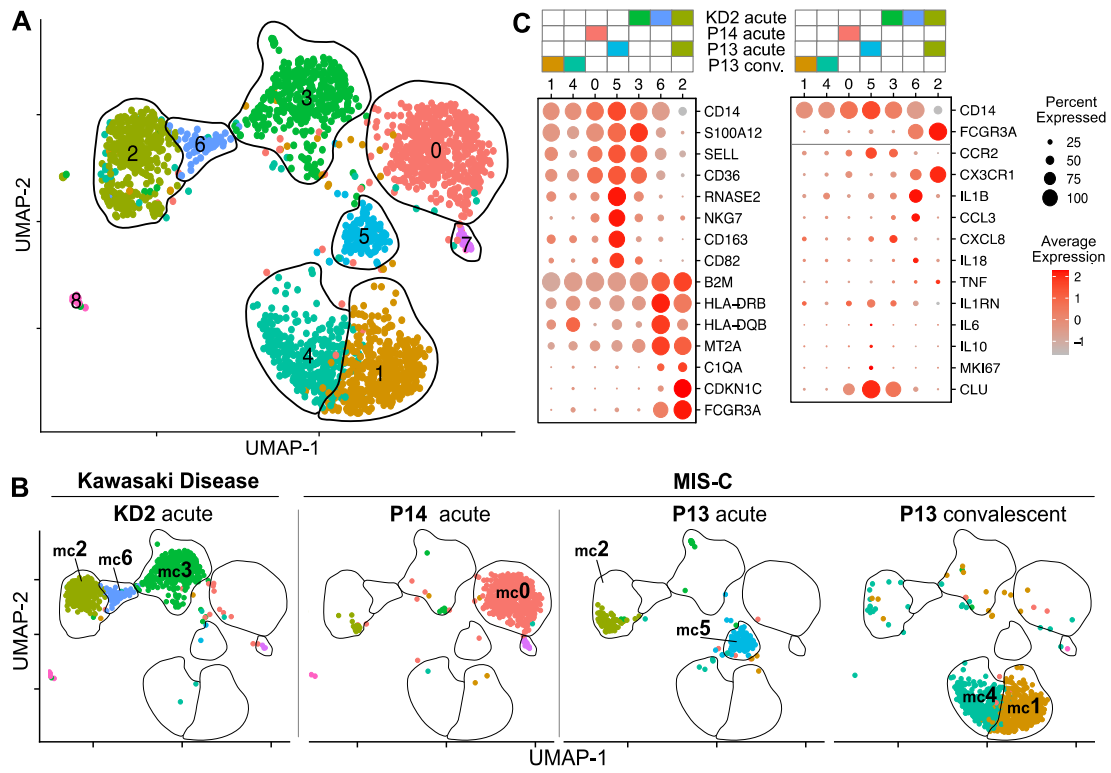 A
UMAP-2
UMAP-1
3
0
6
2
5
7
8
4
1
C
KD2 acute
P14 acute
P13 acute
P13 conv.
1 4 0 5 3 6 2
CD14
S100A12
SELL
CD36
RNASE2
NKG7
CD163
CD82
B2M
HLA-DRB
HLA-DQB
MT2A
C1QA
CDKN1C
FCGR3A
1 4 0 5 3 6 2
CD14
FCGR3A
CCR2
CX3CR1
IL1B
CCL3
CXCL8
IL18
TNF
IL1RN
IL6
IL10
MKI67
CLU
Percent
Expressed
25
50
75
100
Average
Expression
2
1
0
−1
B
Kawasaki Disease
MIS-C
KD2 acute
P14 acute
P13 acute
P13 convalescent
UMAP-2
mc2
mc6
mc3
mc0
mc2
mc5
mc4
mc1
UMAP-1